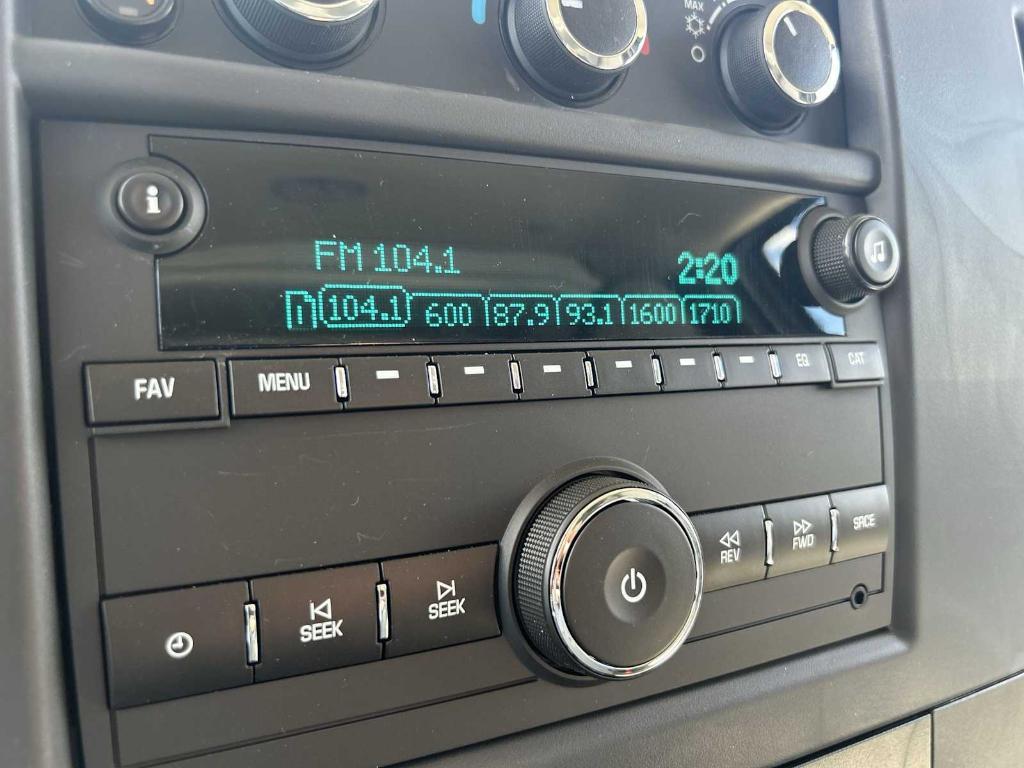 MAX
i
FM 104.1 2:20
104.1 600 87.9 93.1 1600 1710
FAV MENU EQ CAT
REV FWD SRCE
SEEK SEEK